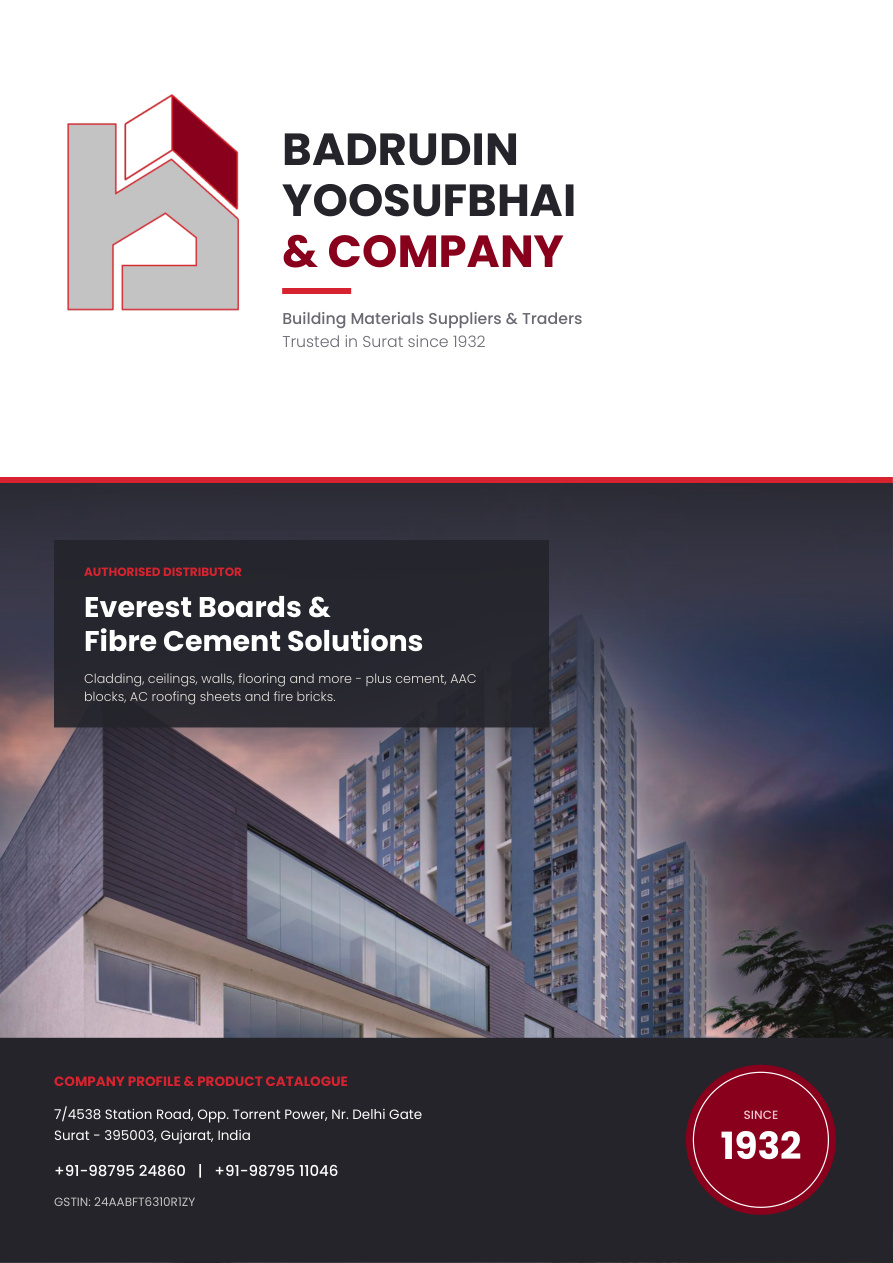 BADRUDIN
YOOSUFBHAI
& COMPANY
Building Materials Suppliers & Traders
Trusted in Surat since 1932
AUTHORISED DISTRIBUTOR
Everest Boards &
Fibre Cement Solutions
Cladding, ceilings, walls, flooring and more - plus cement, AAC
blocks, AC roofing sheets and fire bricks.
COMPANY PROFILE & PRODUCT CATALOGUE
7/4538 Station Road, Opp. Torrent Power, Nr. Delhi Gate
Surat - 395003, Gujarat, India
+91-98795 24860 | +91-98795 11046
GSTIN: 24AABFT6310R1ZY
SINCE
1932